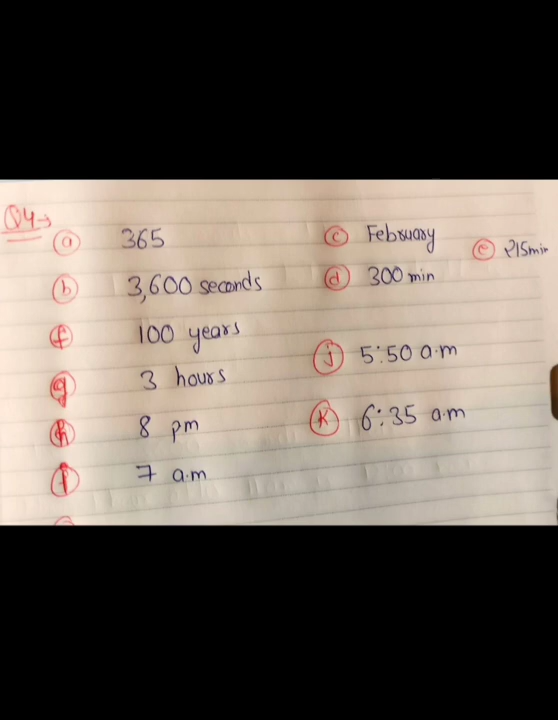 Q4→
a 365
c February
e 215min
b 3,600 seconds
d 300 min
f 100 years
j 5:50 a.m
g 3 hours
k 6:35 a.m
h 8 pm
i 7 a.m